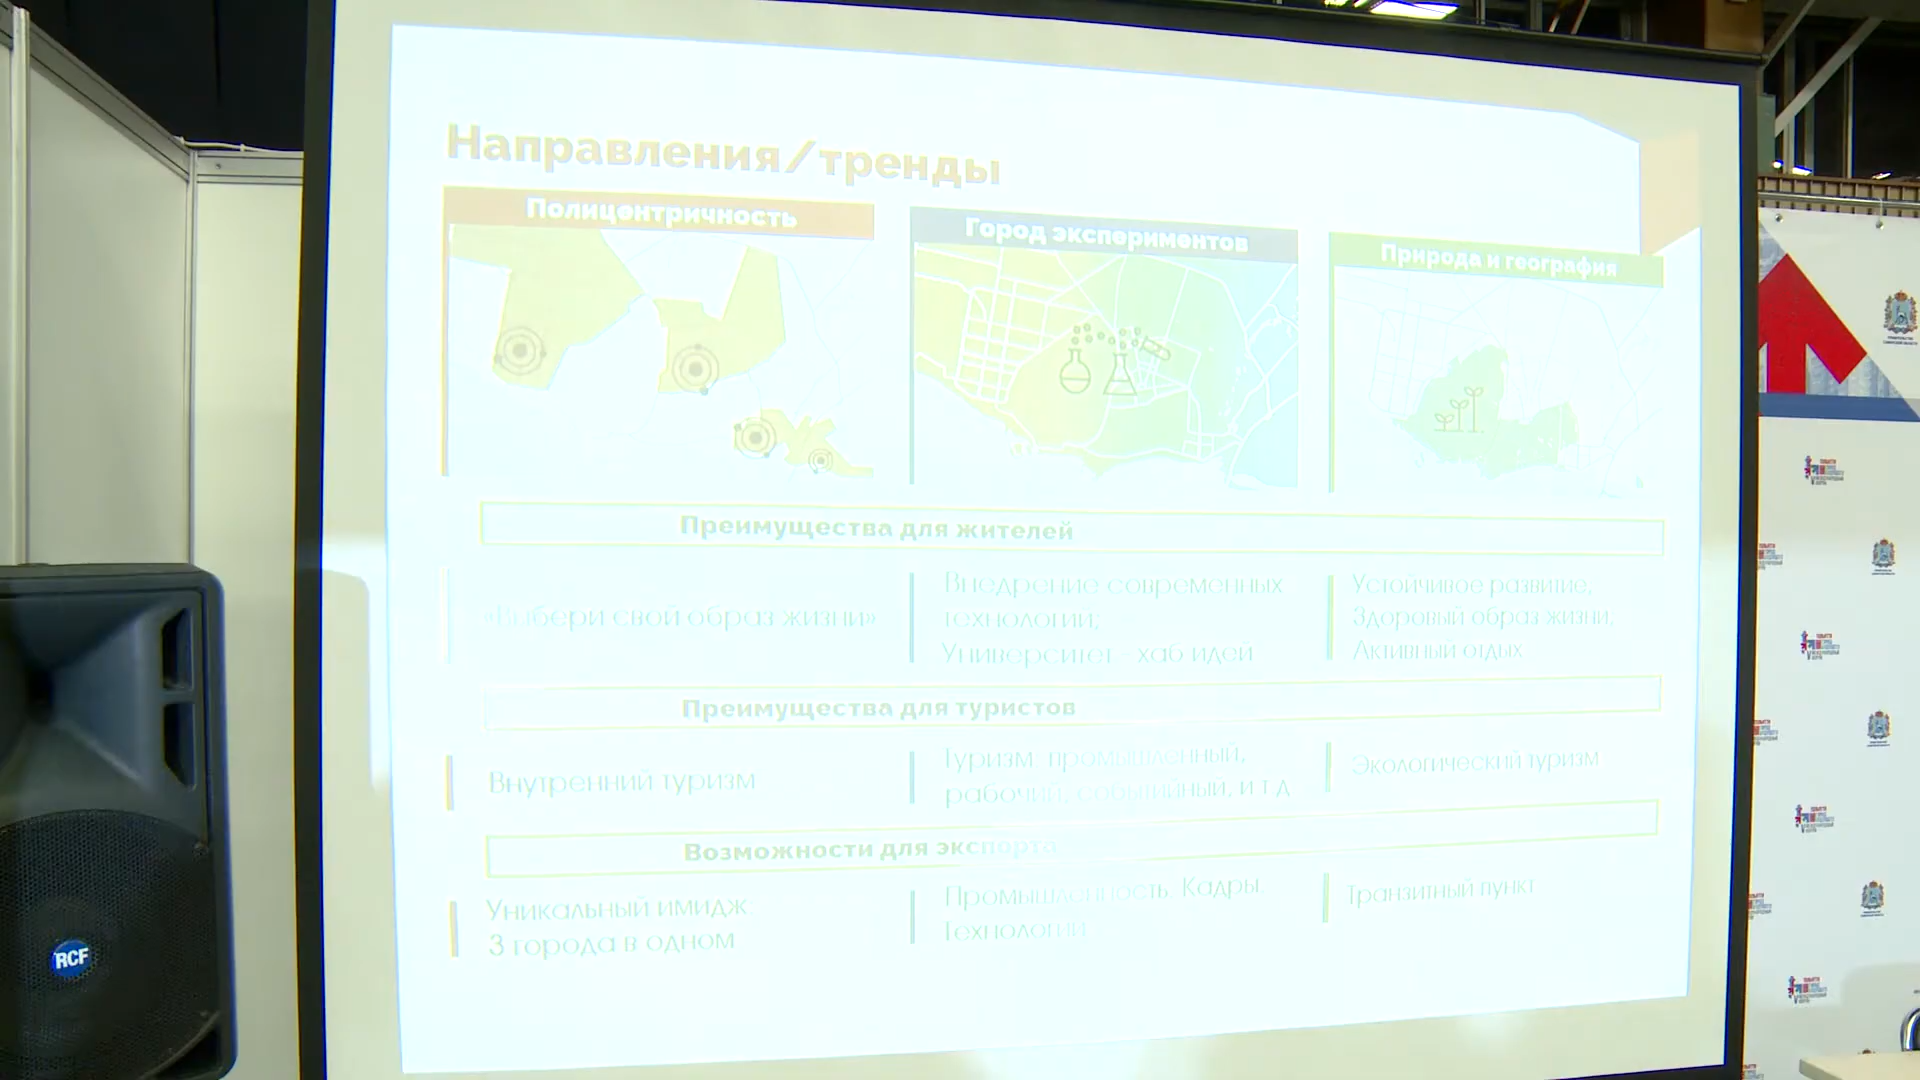 Направления/тренды
Полицентричность
Город экспериментов
Природа и география
Преимущества для жителей
«Выбери свой образ жизни»
Внедрение современных
технологий;
Университет - хаб идей
Устойчивое развитие,
Здоровый образ жизни,
Активный отдых
Преимущества для туристов
Внутренний туризм
Туризм: промышленный,
рабочий, событийный, и т.д
Экологический туризм
Возможности для экспорта
Уникальный имидж:
3 города в одном
Промышленность, Кадры,
Технологии
Транзитный пункт
RCF